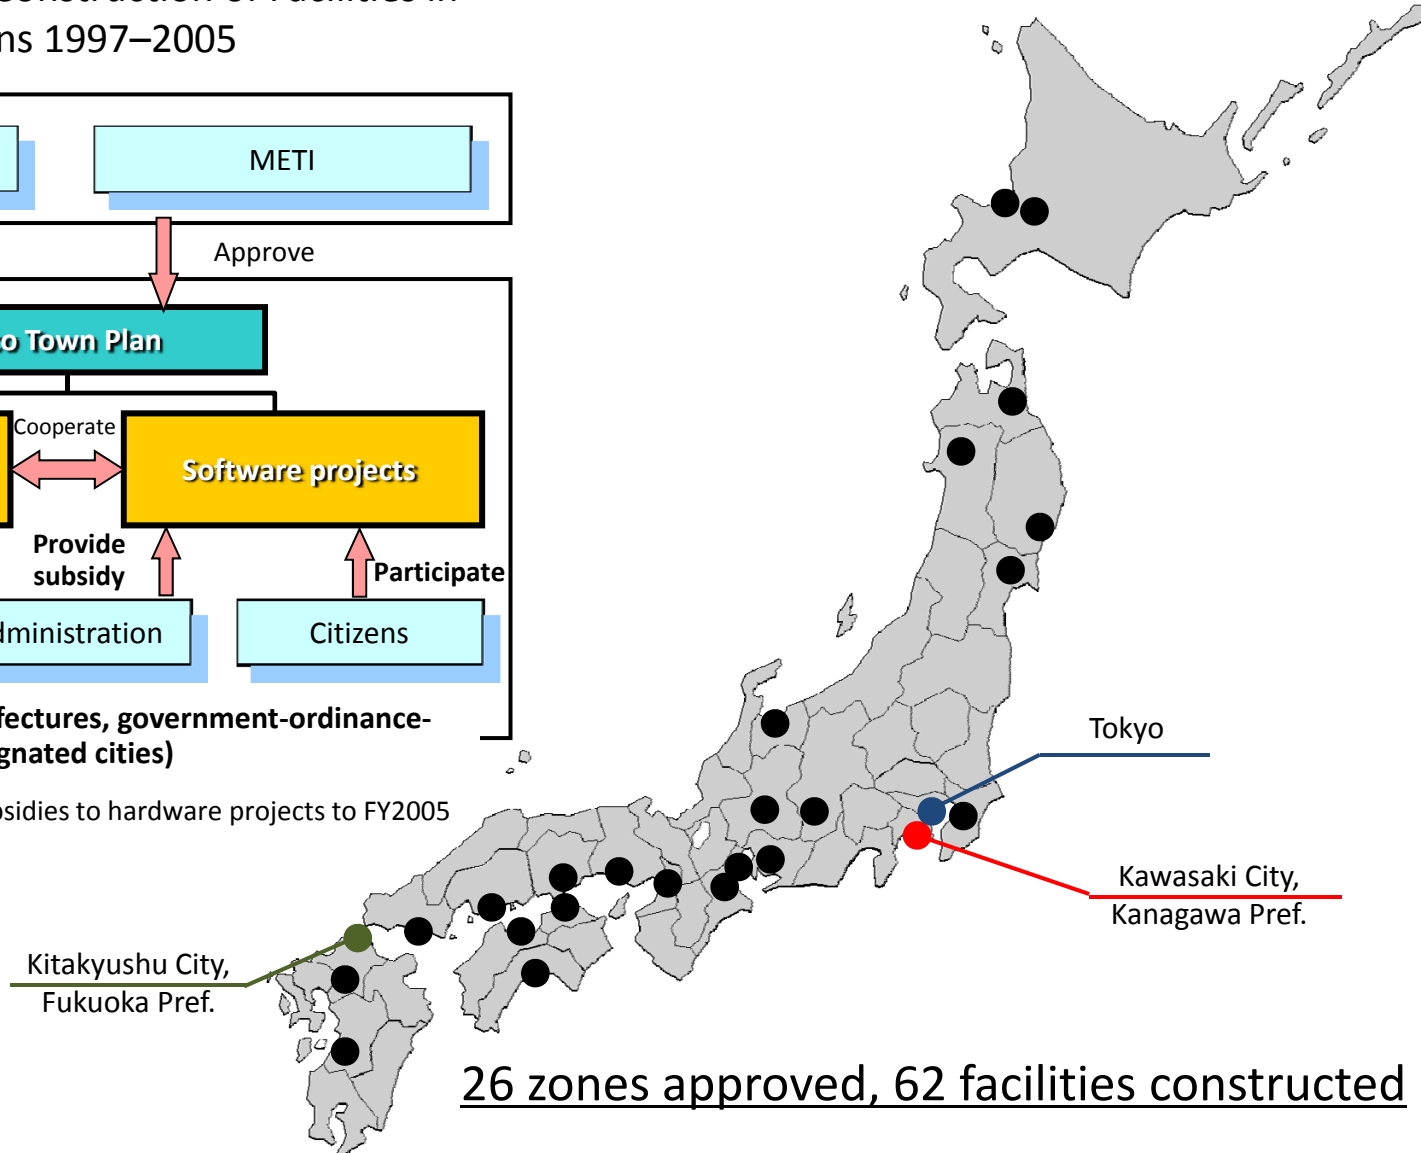 ns 1997–2005
METI
Approve
o Town Plan
Cooperate
Software projects
Provide
subsidy
Participate
dministration
Citizens
fectures, government-ordinance-
gnated cities)
sidies to hardware projects to FY2005
Tokyo
Kawasaki City,
Kanagawa Pref.
Kitakyushu City,
Fukuoka Pref.
26 zones approved, 62 facilities constructed